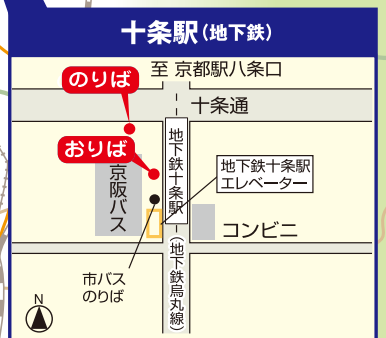 十条駅（地下鉄）
至 京都駅八条口
のりば
十条通
おりば
地下鉄十条駅
地下鉄十条駅
エレベーター
京阪バス
コンビニ
（地下鉄烏丸線）
市バス
のりば
N